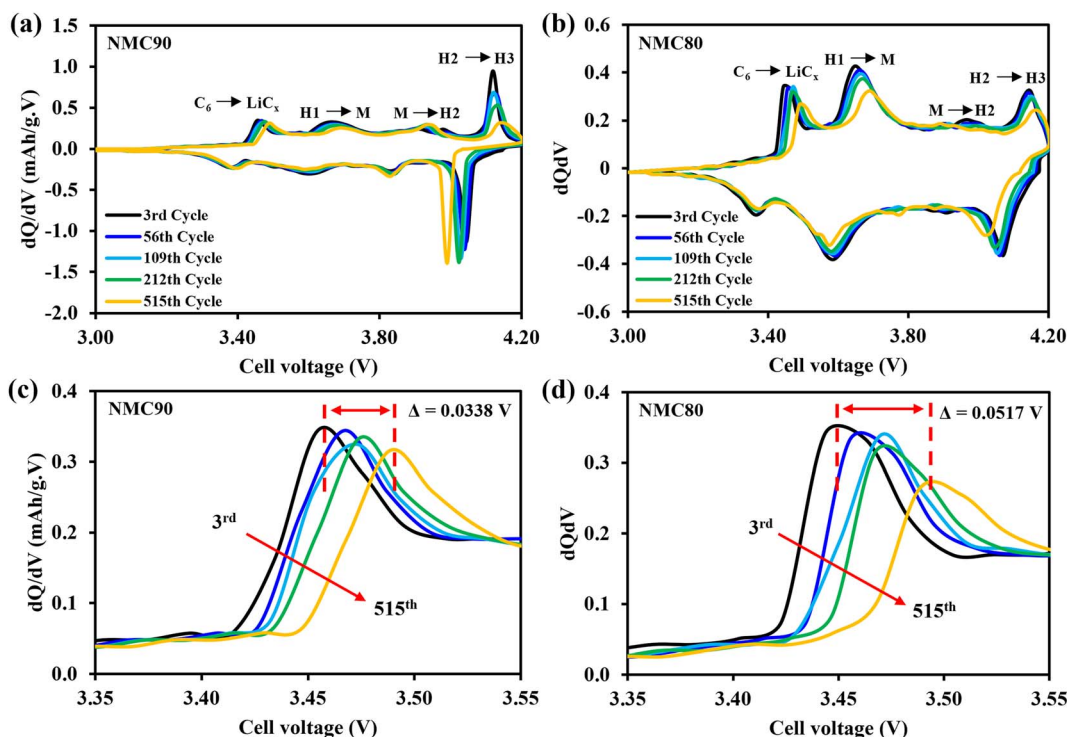 (a)
NMC90
H2 → H3
C₆ → LiCₓ
H1 → M
M → H2
3rd Cycle
56th Cycle
109th Cycle
212th Cycle
515th Cycle
dQ/dV (mAh/g.V)
1.5
1.0
0.5
0.0
-0.5
-1.0
-1.5
-2.0
3.00
3.40
3.80
4.20
Cell voltage (V)
(b)
NMC80
H1 → M
C₆ → LiCₓ
H2 → H3
M → H2
3rd Cycle
56th Cycle
109th Cycle
212th Cycle
515th Cycle
dQdV
0.6
0.4
0.2
0
-0.2
-0.4
-0.6
3.00
3.40
3.80
4.20
Cell voltage (V)
(c)
NMC90
Δ = 0.0338 V
3ʳᵈ
515ᵗʰ
dQ/dV (mAh/g.V)
0.4
0.3
0.2
0.1
0.0
3.35
3.40
3.45
3.50
3.55
Cell voltage (V)
(d)
NMC80
Δ = 0.0517 V
3ʳᵈ
515ᵗʰ
dQdV
0.4
0.3
0.2
0.1
0.0
3.35
3.40
3.45
3.50
3.55
Cell voltage (V)